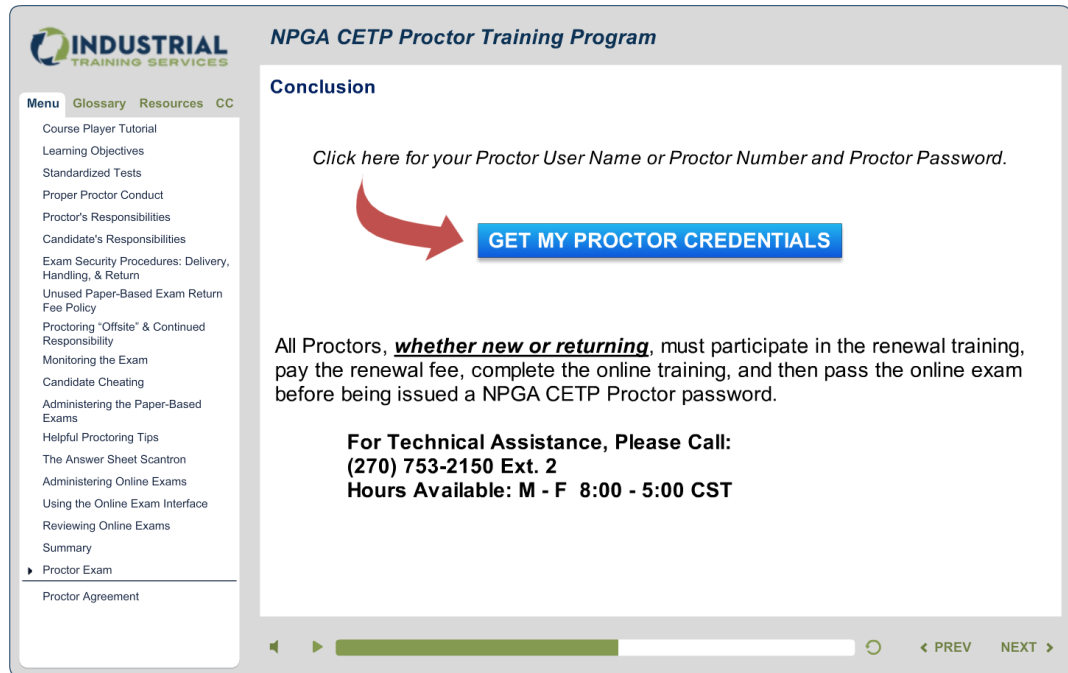 INDUSTRIAL
TRAINING SERVICES
NPGA CETP Proctor Training Program
Menu Glossary Resources CC
Course Player Tutorial
Learning Objectives
Standardized Tests
Proper Proctor Conduct
Proctor's Responsibilities
Candidate's Responsibilities
Exam Security Procedures: Delivery,
Handling, & Return
Unused Paper-Based Exam Return
Fee Policy
Proctoring “Offsite” & Continued
Responsibility
Monitoring the Exam
Candidate Cheating
Administering the Paper-Based
Exams
Helpful Proctoring Tips
The Answer Sheet Scantron
Administering Online Exams
Using the Online Exam Interface
Reviewing Online Exams
Summary
Proctor Exam
Proctor Agreement
Conclusion
Click here for your Proctor User Name or Proctor Number and Proctor Password.
GET MY PROCTOR CREDENTIALS
All Proctors, whether new or returning, must participate in the renewal training,
pay the renewal fee, complete the online training, and then pass the online exam
before being issued a NPGA CETP Proctor password.
For Technical Assistance, Please Call:
(270) 753-2150 Ext. 2
Hours Available: M - F 8:00 - 5:00 CST
PREV NEXT